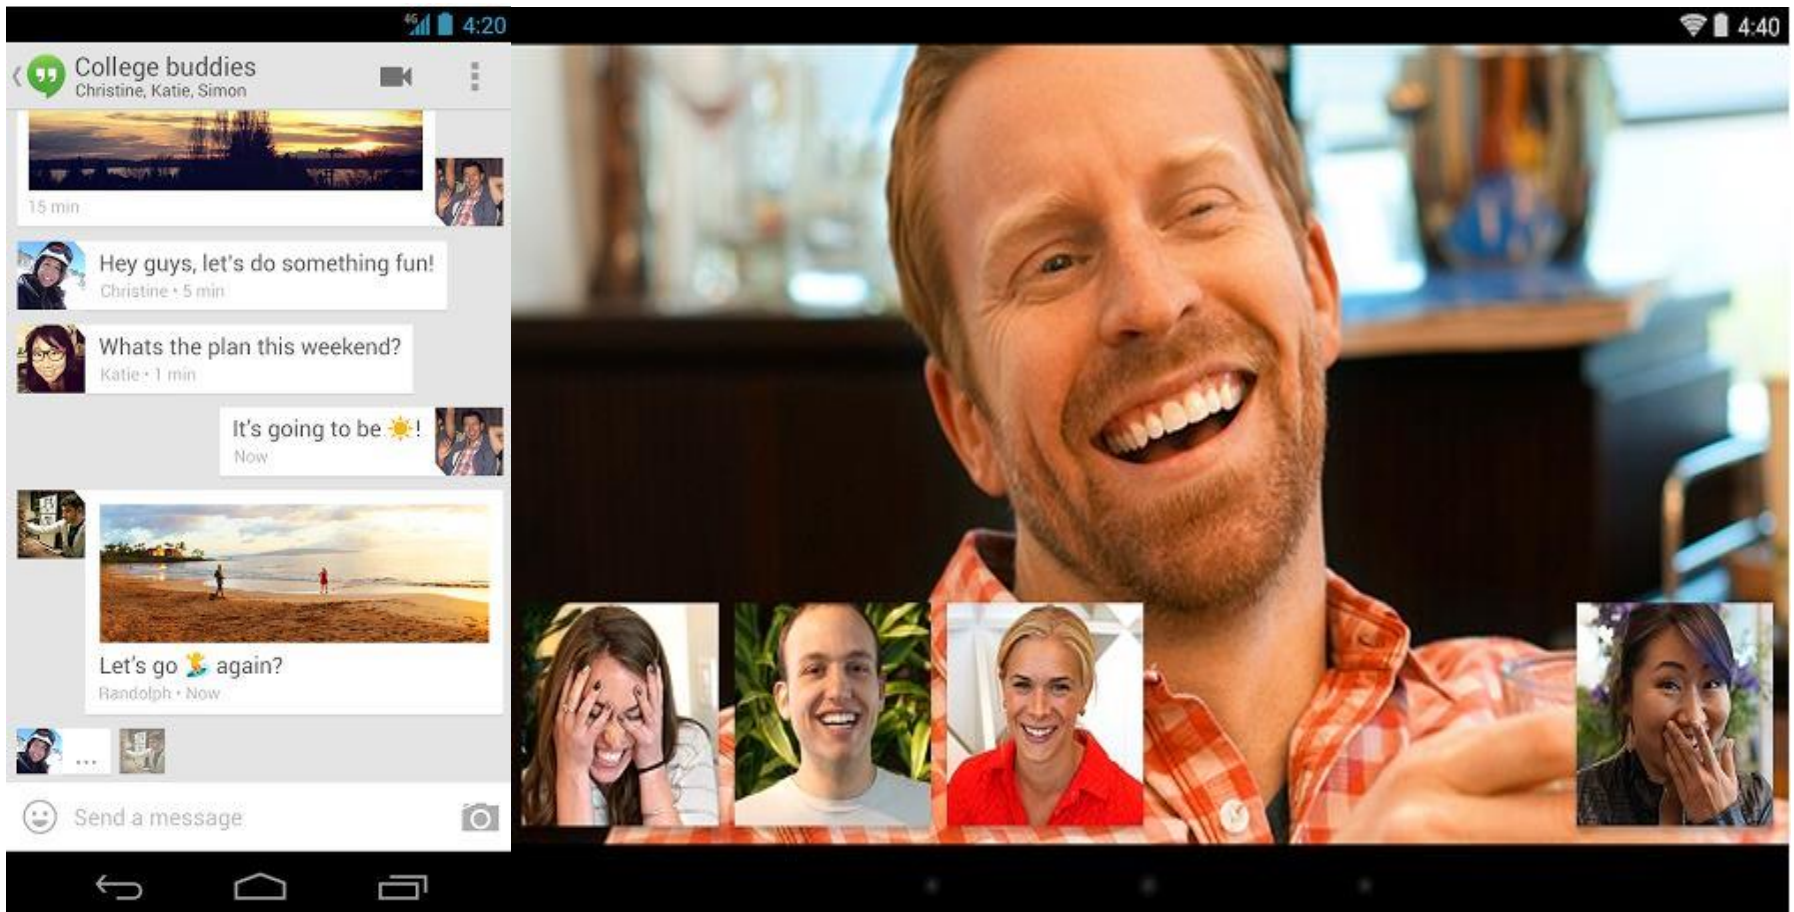 4G 4:20
College buddies
Christine, Katie, Simon
15 min
Hey guys, let's do something fun!
Christine • 5 min
Whats the plan this weekend?
Katie • 1 min
It's going to be ☀!
Now
Let's go 🏄 again?
Randolph • Now
...
Send a message
4:40